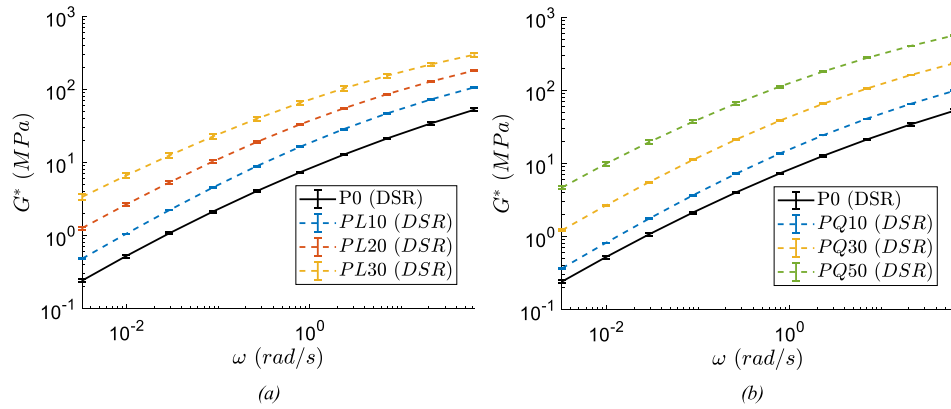 10^3
10^2
10^1
10^0
10^-1
G* (MPa)
P0 (DSR)
PL10 (DSR)
PL20 (DSR)
PL30 (DSR)
10^-2
10^0
ω (rad/s)
(a)
10^3
10^2
10^1
10^0
10^-1
G* (MPa)
P0 (DSR)
PQ10 (DSR)
PQ30 (DSR)
PQ50 (DSR)
10^-2
10^0
ω (rad/s)
(b)